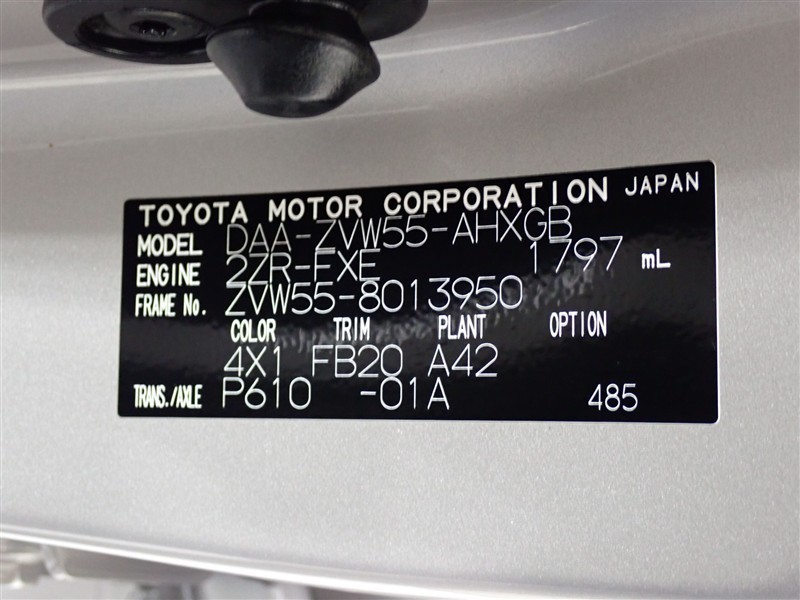 TOYOTA MOTOR CORPORATION JAPAN
MODEL DAA-ZVW55-AHXGB
ENGINE 2ZR-FXE 1797 mL
FRAME No. ZVW55-8013950
COLOR TRIM PLANT OPTION
4X1 FB20 A42
TRANS./AXLE P610 -01A 485